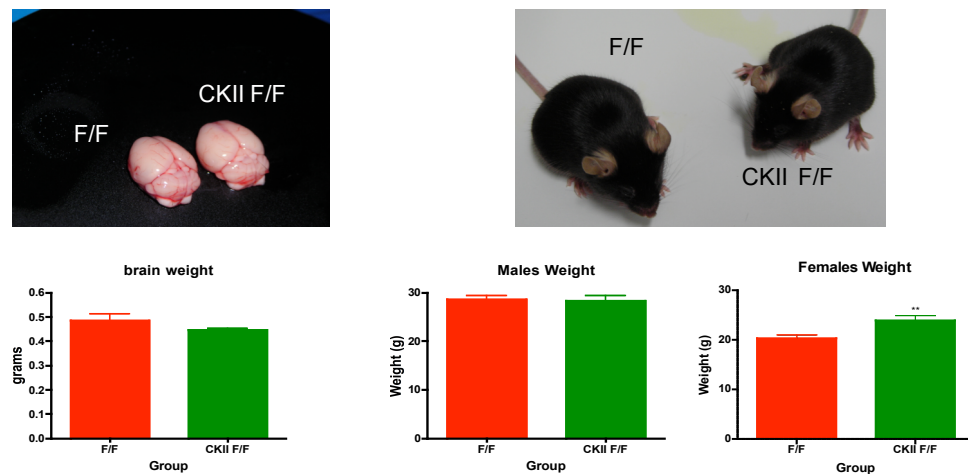 F/F
CKII F/F
F/F
CKII F/F
brain weight
grams
0.6
0.5
0.4
0.3
0.2
0.1
0.0
F/F
CKII F/F
Group
Males Weight
Weight (g)
30
20
10
0
F/F
CKII F/F
Group
Females Weight
Weight (g)
30
20
10
0
**
F/F
CKII F/F
Group